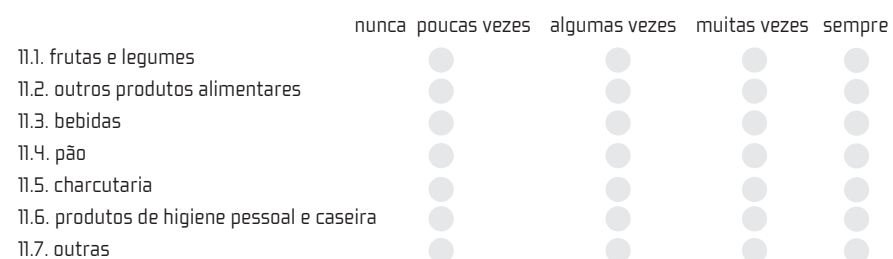 nunca poucas vezes algumas vezes muitas vezes sempre
11.1. frutas e legumes
11.2. outros produtos alimentares
11.3. bebidas
11.4. pão
11.5. charcutaria
11.6. produtos de higiene pessoal e caseira
11.7. outras